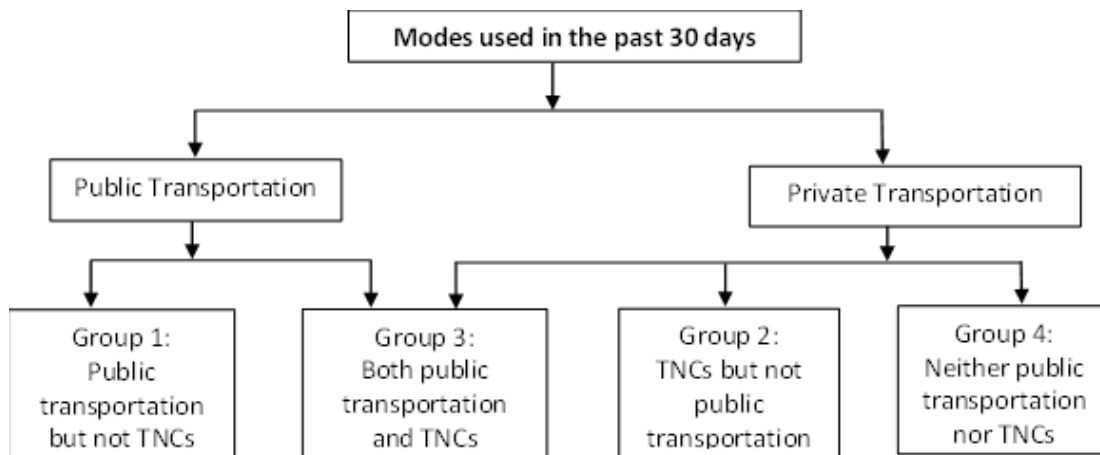 Modes used in the past 30 days
Public Transportation
Private Transportation
Group 1:
Public
transportation
but not TNCs
Group 3:
Both public
transportation
and TNCs
Group 2:
TNCs but not
public
transportation
Group 4:
Neither public
transportation
nor TNCs